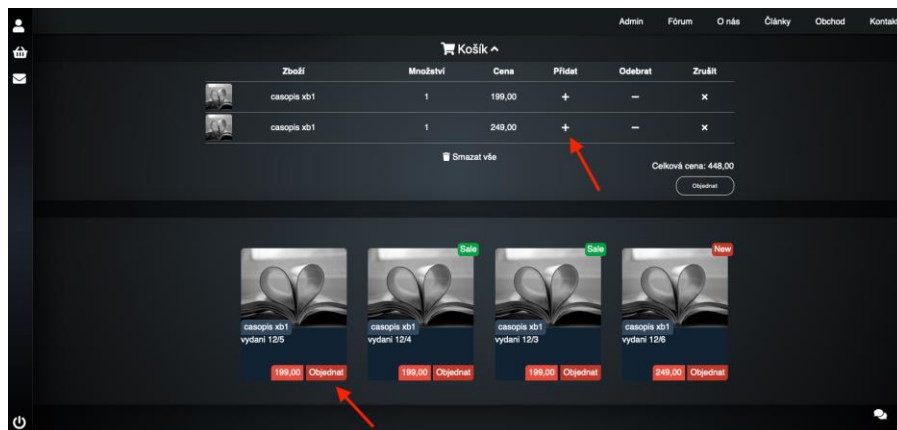 Admin Fórum O nás Články Obchod Kontakt
Košík
Zboží Množství Cena Přidat Odebrat Zrušit
casopis xb1 1 199,00 + − ×
casopis xb1 1 249,00 + − ×
Smazat vše
Celková cena: 448,00
Objednat
Sale Sale New
casopis xb1 casopis xb1 casopis xb1 casopis xb1
vydani 12/5 vydani 12/4 vydani 12/3 vydani 12/6
199,00 Objednat 199,00 Objednat 199,00 Objednat 249,00 Objednat